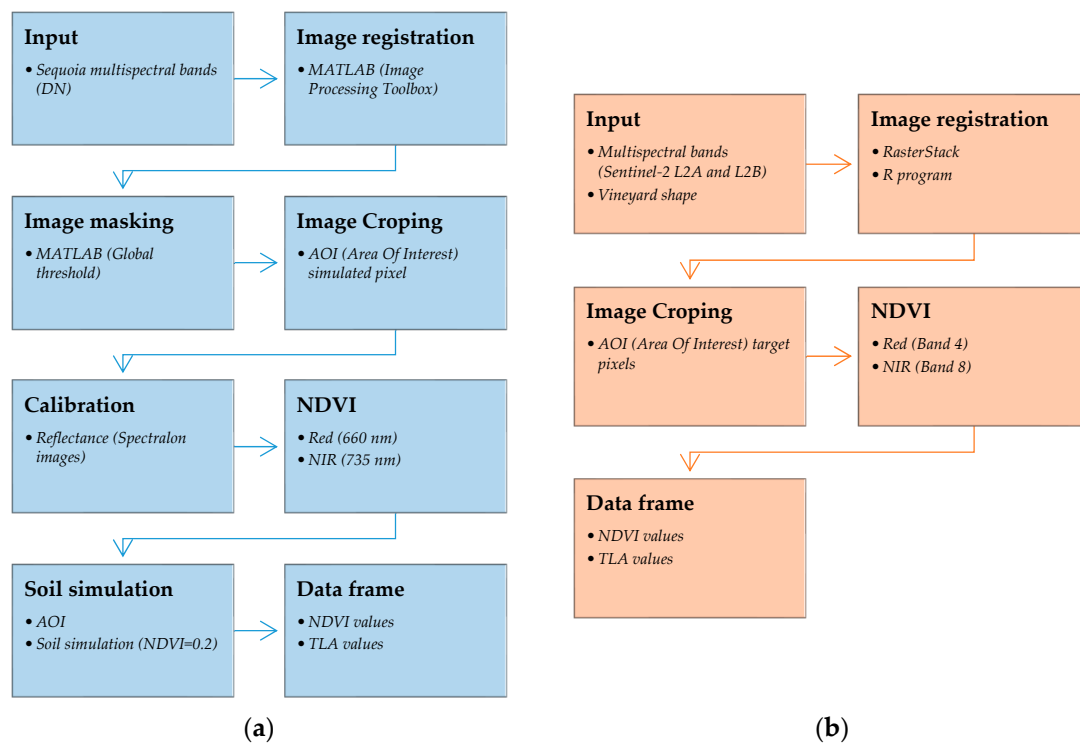 Input
• Sequoia multispectral bands
(DN)
Image registration
• MATLAB (Image
Processing Toolbox)
Image masking
• MATLAB (Global
threshold)
Image Croping
• AOI (Area Of Interest)
simulated pixel
Calibration
• Reflectance (Spectralon
images)
NDVI
• Red (660 nm)
• NIR (735 nm)
Soil simulation
• AOI
• Soil simulation (NDVI=0.2)
Data frame
• NDVI values
• TLA values
(a)
Input
• Multispectral bands
(Sentinel-2 L2A and L2B)
• Vineyard shape
Image registration
• RasterStack
• R program
Image Croping
• AOI (Area Of Interest) target
pixels
NDVI
• Red (Band 4)
• NIR (Band 8)
Data frame
• NDVI values
• TLA values
(b)